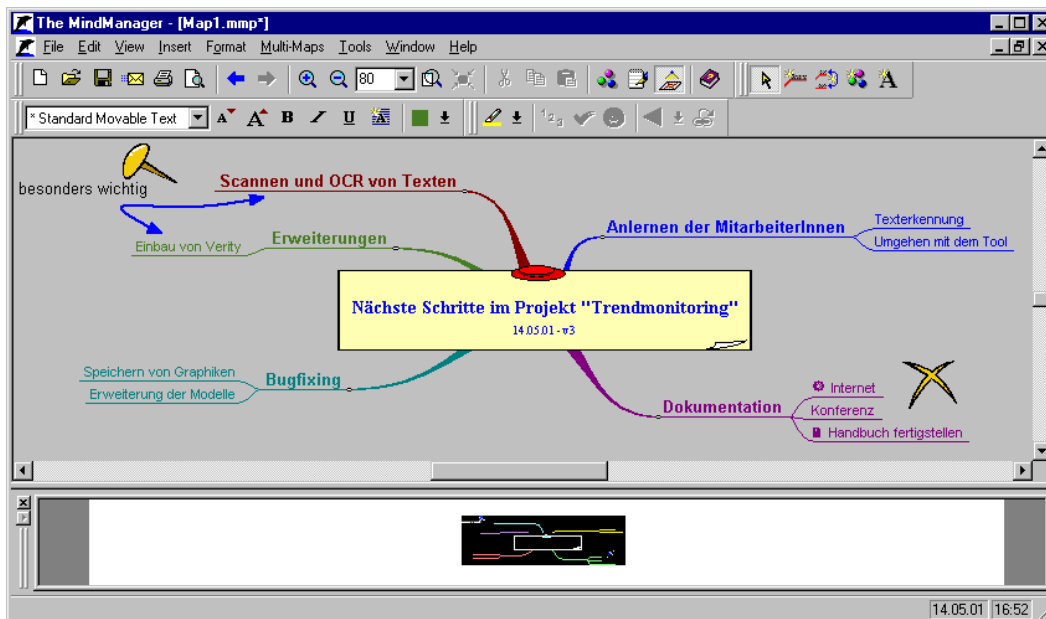 The MindManager - [Map1.mmp*]
File Edit View Insert Format Multi-Maps Tools Window Help
80
* Standard Movable Text
besonders wichtig
Scannen und OCR von Texten
Einbau von Verity
Erweiterungen
Anlernen der MitarbeiterInnen
Texterkennung
Umgehen mit dem Tool
Nächste Schritte im Projekt "Trendmonitoring"
14.05.01 - v3
Speichern von Graphiken
Erweiterung der Modelle
Bugfixing
Dokumentation
Internet
Konferenz
Handbuch fertigstellen
14.05.01 16:52